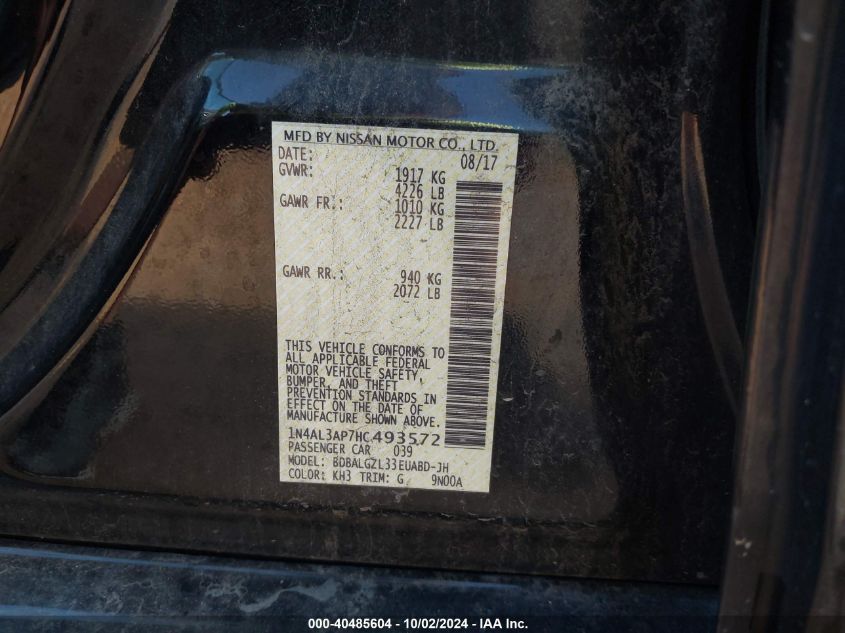 MFD BY NISSAN MOTOR CO., LTD.
DATE: 08/17
GVWR: 1917 KG
4226 LB
GAWR FR.: 1010 KG
2227 LB
GAWR RR.: 940 KG
2072 LB
THIS VEHICLE CONFORMS TO
ALL APPLICABLE FEDERAL
MOTOR VEHICLE SAFETY,
BUMPER, AND THEFT
PREVENTION STANDARDS IN
EFFECT ON THE DATE OF
MANUFACTURE SHOWN ABOVE.
1N4AL3AP7HC493572
PASSENGER CAR 039
MODEL: BDBALGZL33EUABD-JH
COLOR: KH3 TRIM: G 9N00A
000-40485604 - 10/02/2024 - IAA Inc.